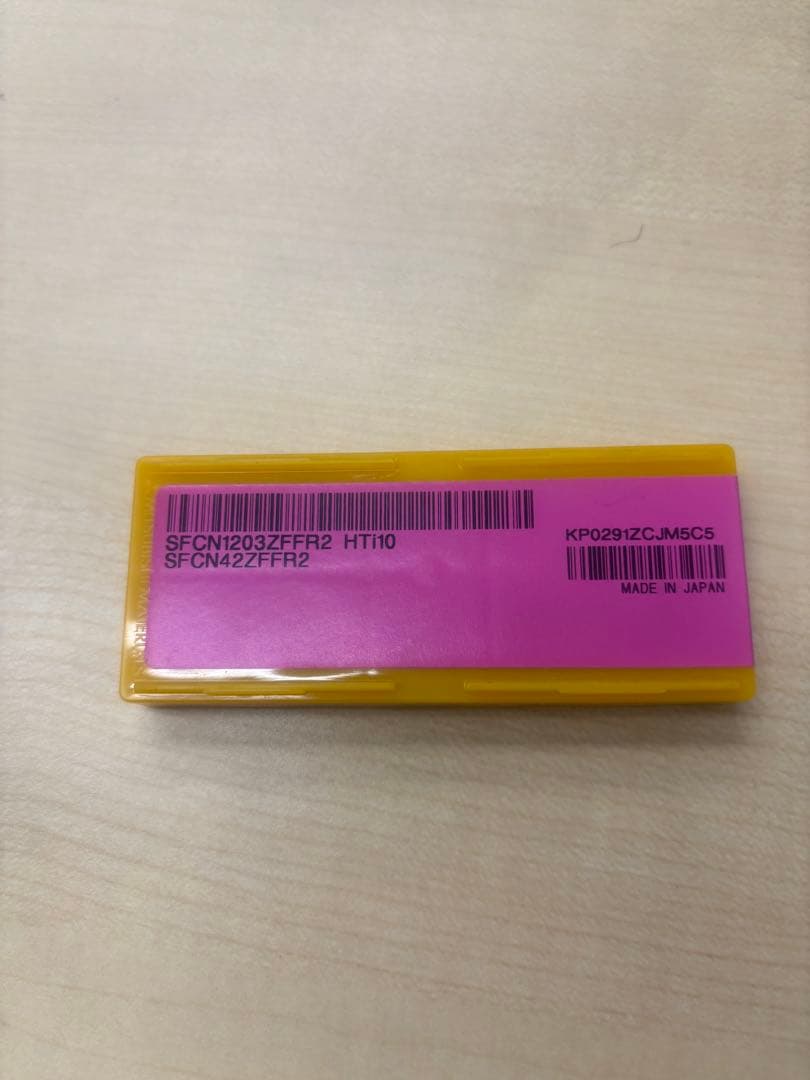 SFCN1203ZFFR2 HTi10
SFCN42ZFFR2
KP0291ZCJM5C5
MADE IN JAPAN